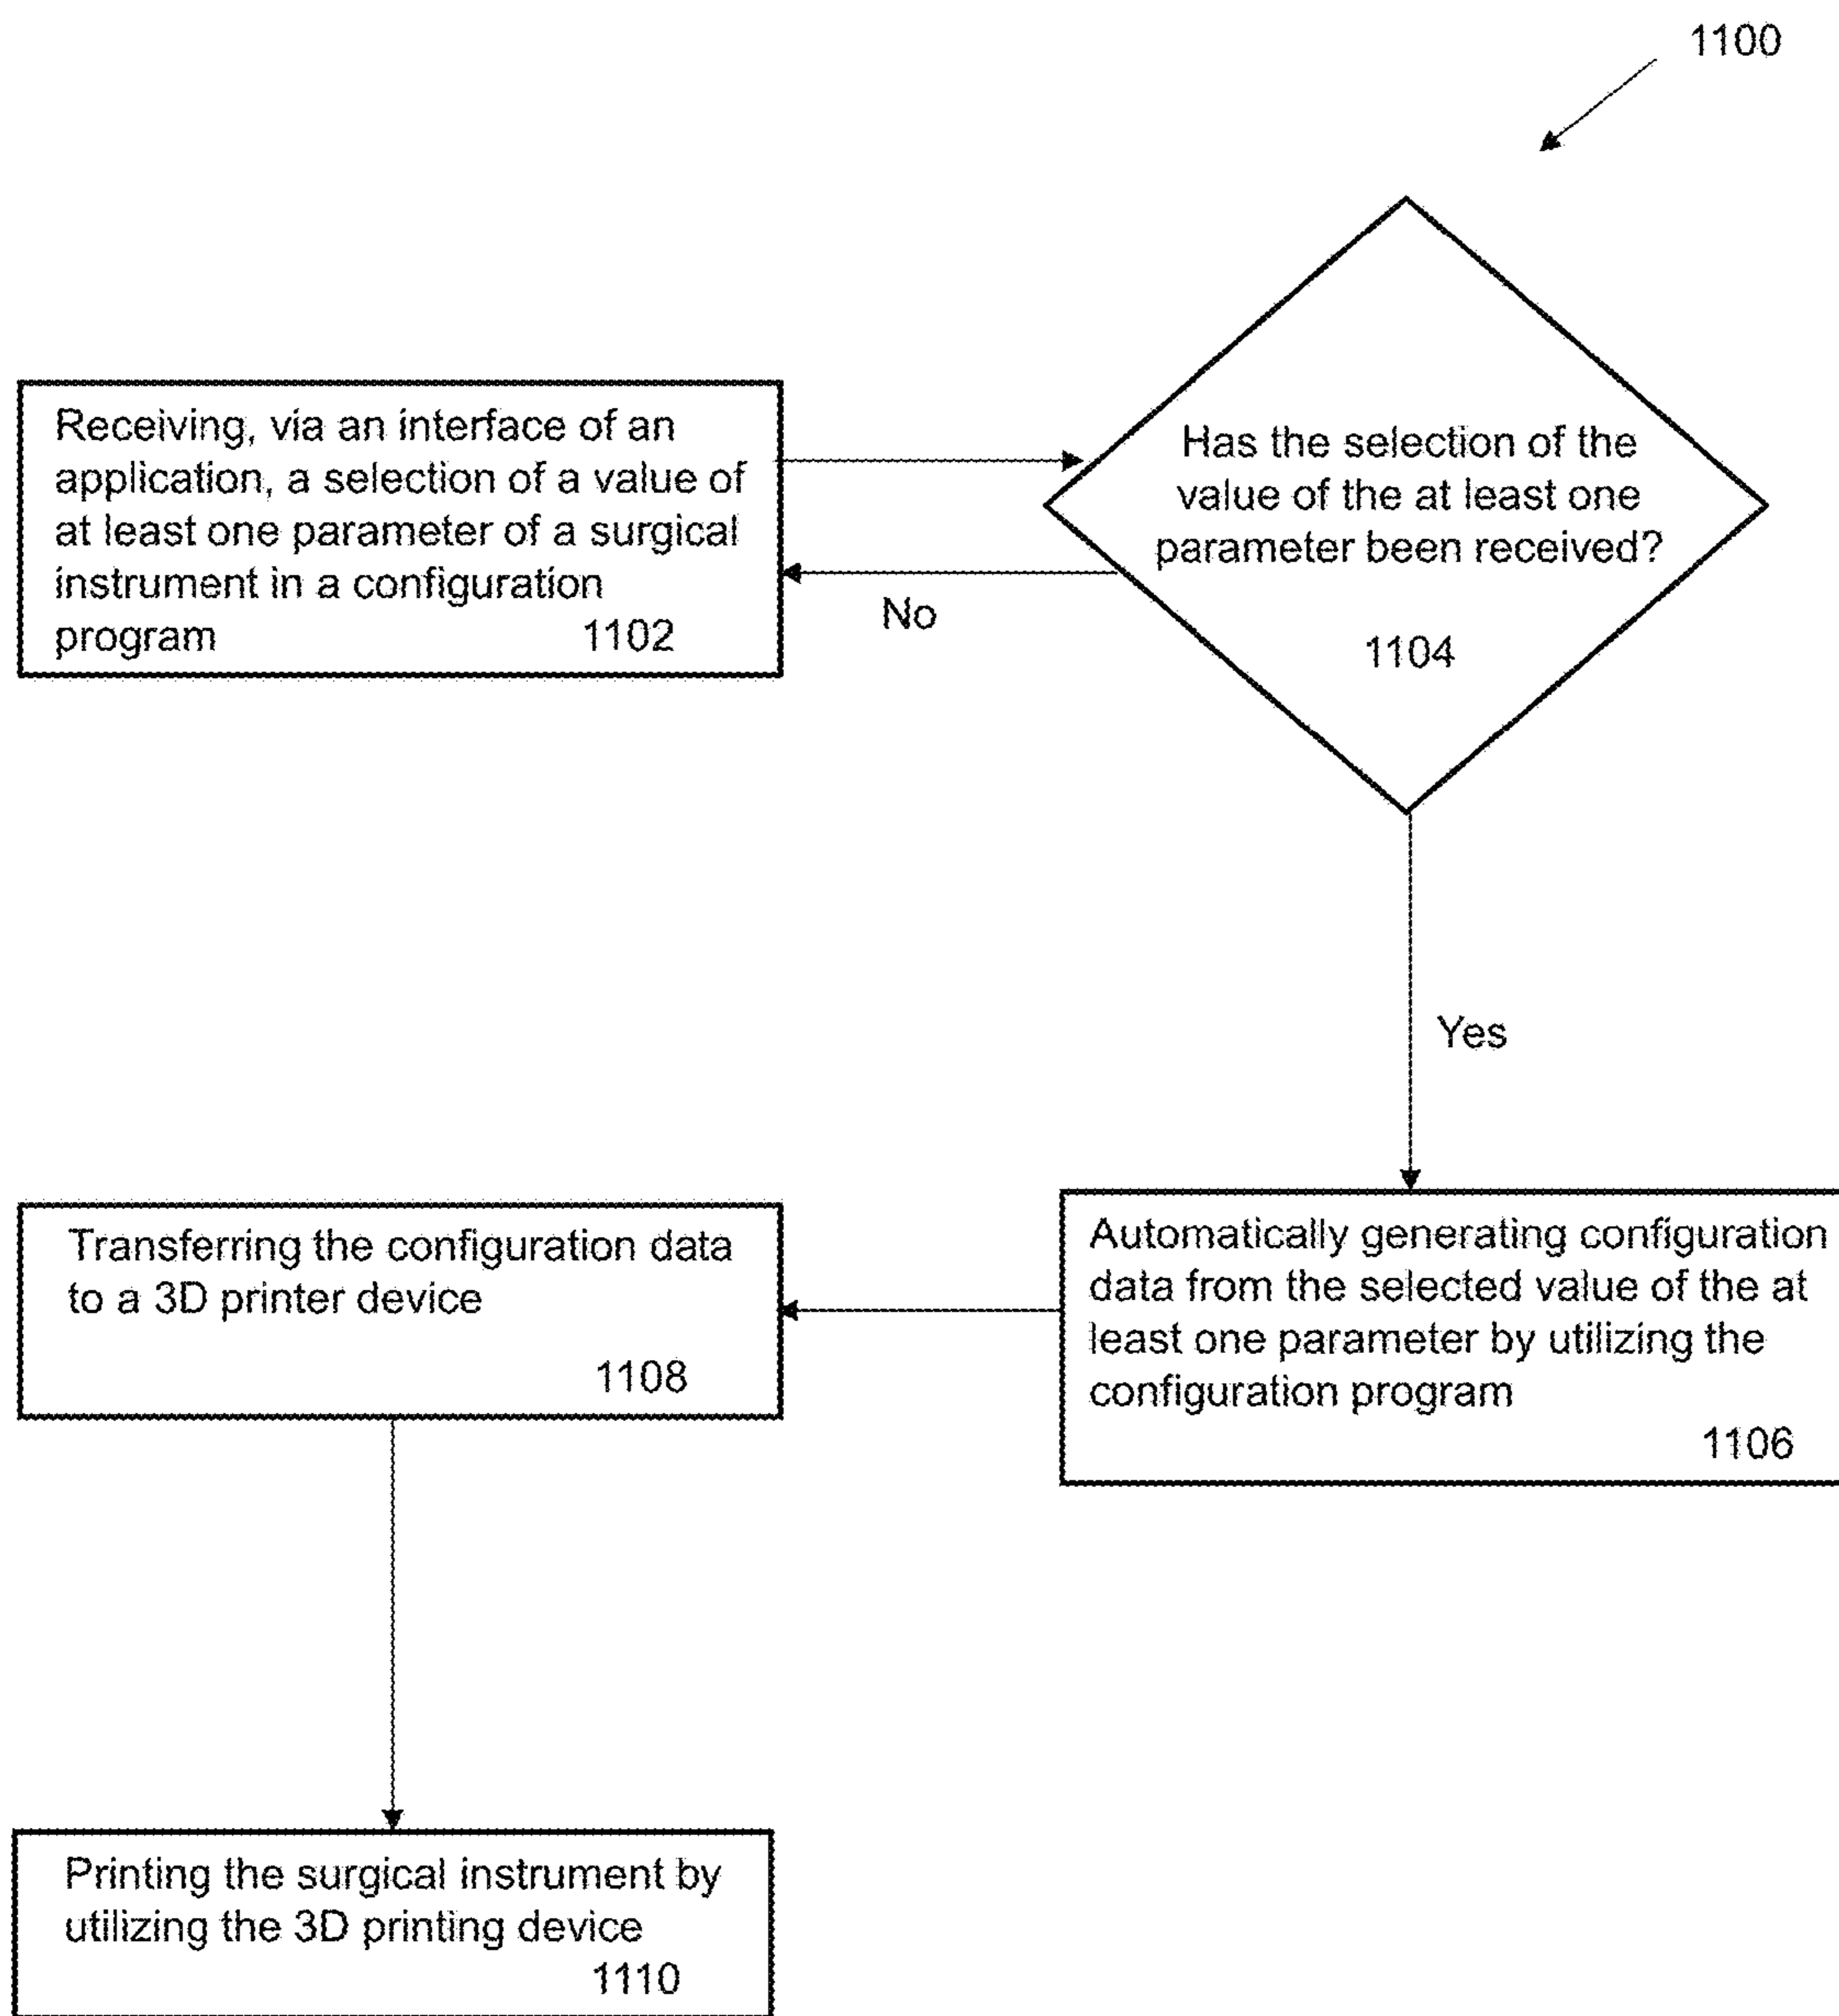 1100
Receiving, via an interface of an
application, a selection of a value of
at least one parameter of a surgical
instrument in a configuration
program 1102
Has the selection of the
value of the at least one
parameter been received?
1104
No
Yes
Automatically generating configuration
data from the selected value of the at
least one parameter by utilizing the
configuration program
1106
Transferring the configuration data
to a 3D printer device
1108
Printing the surgical instrument by
utilizing the 3D printing device
1110